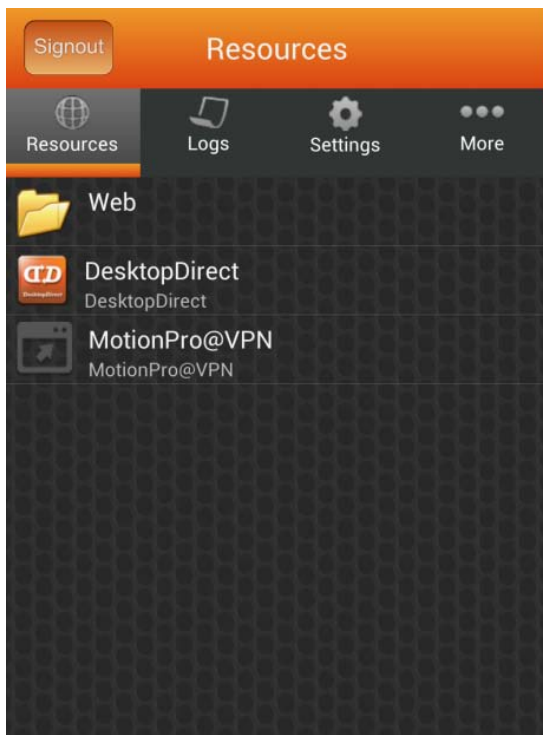 Signout
Resources
Resources
Logs
Settings
More
Web
DesktopDirect
DesktopDirect
MotionPro@VPN
MotionPro@VPN